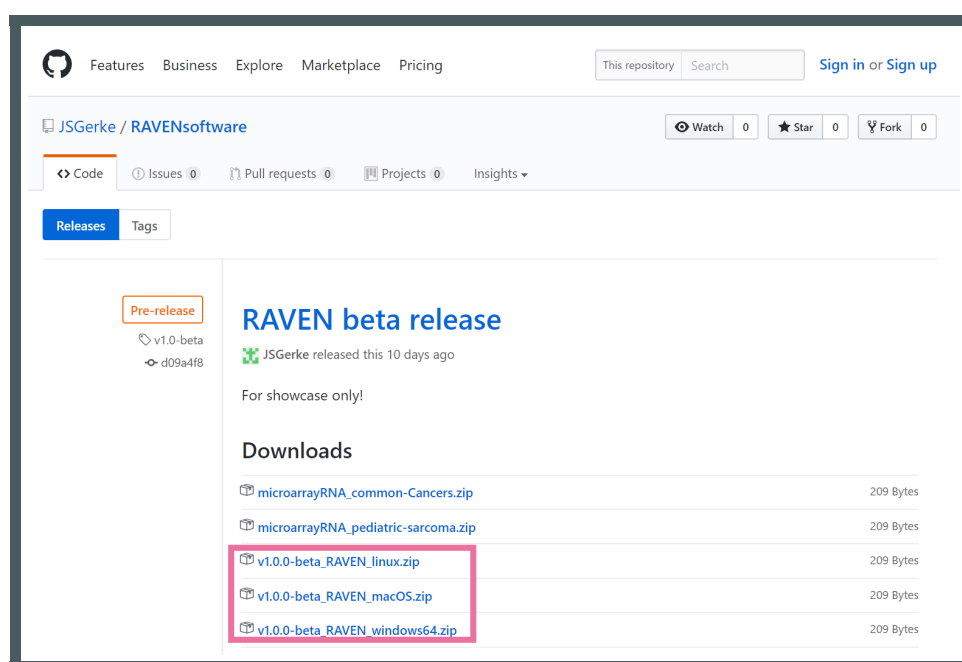 Features Business Explore Marketplace Pricing This repository Search Sign in or Sign up
JSGerke / RAVENsoftware Watch 0 Star 0 Fork 0
Code Issues 0 Pull requests 0 Projects 0 Insights
Releases Tags
Pre-release
v1.0-beta
d09a4f8
RAVEN beta release
JSGerke released this 10 days ago
For showcase only!
Downloads
microarrayRNA_common-Cancers.zip 209 Bytes
microarrayRNA_pediatric-sarcoma.zip 209 Bytes
v1.0.0-beta_RAVEN_linux.zip 209 Bytes
v1.0.0-beta_RAVEN_macOS.zip 209 Bytes
v1.0.0-beta_RAVEN_windows64.zip 209 Bytes